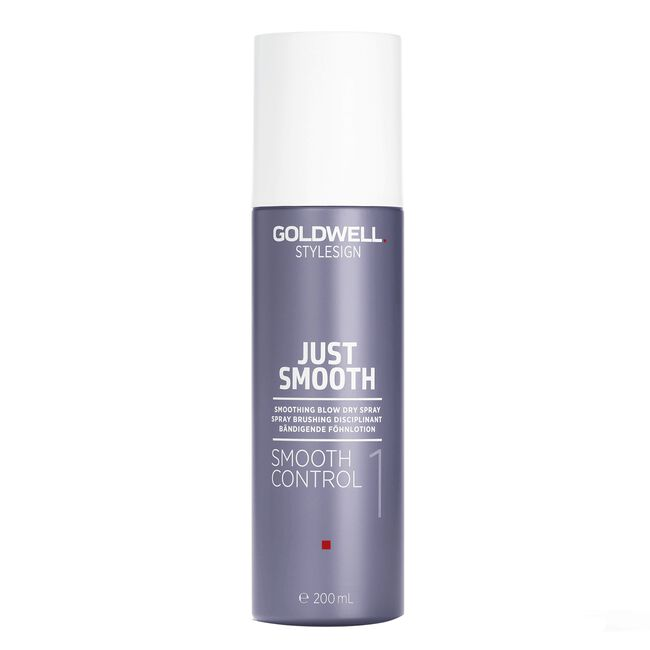 GOLDWELL.
STYLESIGN
JUST
SMOOTH
SMOOTHING BLOW DRY SPRAY
SPRAY BRUSHING DISCIPLINANT
BÄNDIGENDE FÖHNLOTION
SMOOTH
CONTROL 1
℮ 200 mL